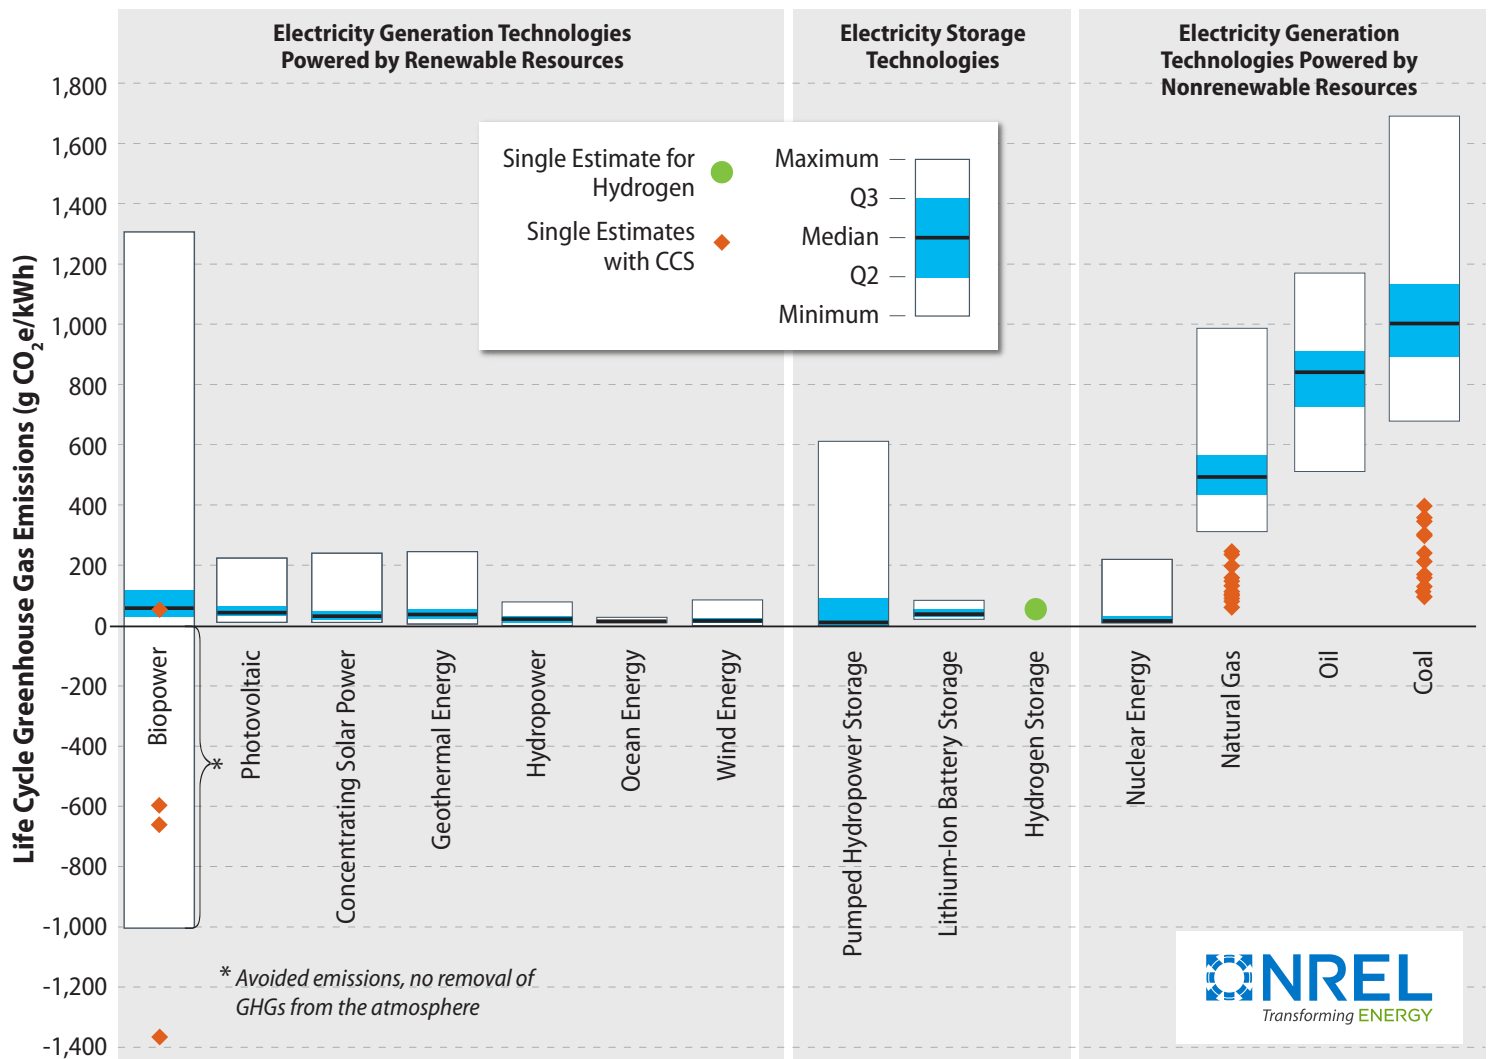 Electricity Generation Technologies
Powered by Renewable Resources
Electricity Storage
Technologies
Electricity Generation
Technologies Powered by
Nonrenewable Resources
Life Cycle Greenhouse Gas Emissions (g CO2e/kWh)
1,800
1,600
1,400
1,200
1,000
800
600
400
200
0
-200
-400
-600
-800
-1,000
-1,200
-1,400
Single Estimate for
Hydrogen
Single Estimates
with CCS
Maximum
Q3
Median
Q2
Minimum
Biopower
*
Photovoltaic
Concentrating Solar Power
Geothermal Energy
Hydropower
Ocean Energy
Wind Energy
Pumped Hydropower Storage
Lithium-Ion Battery Storage
Hydrogen Storage
Nuclear Energy
Natural Gas
Oil
Coal
* Avoided emissions, no removal of
GHGs from the atmosphere
NREL
Transforming ENERGY